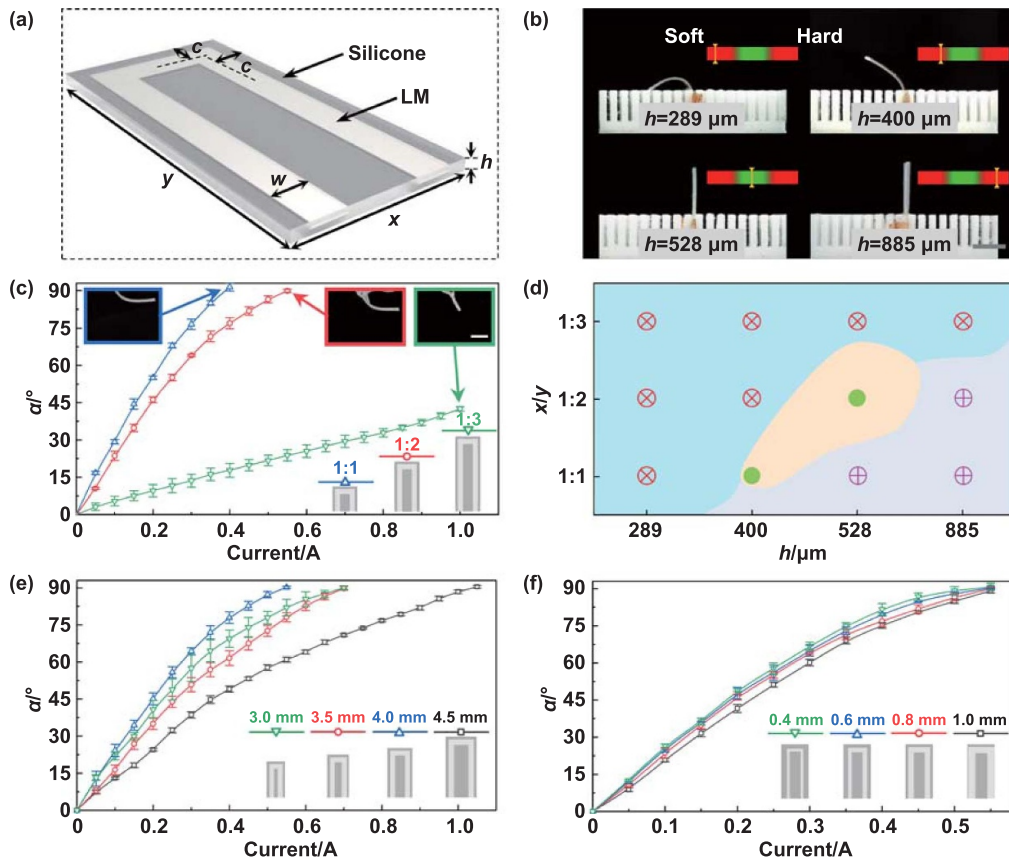 (a)
Silicone
LM
c
c
h
w
y
x
(b)
Soft
Hard
h=289 µm
h=400 µm
h=528 µm
h=885 µm
(c)
α/°
90
75
60
45
30
15
0
1:1
1:2
1:3
0 0.2 0.4 0.6 0.8 1.0
Current/A
(d)
x/y
1:3
1:2
1:1
289 400 528 885
h/µm
(e)
α/°
90
75
60
45
30
15
0
3.0 mm 3.5 mm 4.0 mm 4.5 mm
0 0.2 0.4 0.6 0.8 1.0
Current/A
(f)
α/°
90
75
60
45
30
15
0
0.4 mm 0.6 mm 0.8 mm 1.0 mm
0 0.1 0.2 0.3 0.4 0.5
Current/A